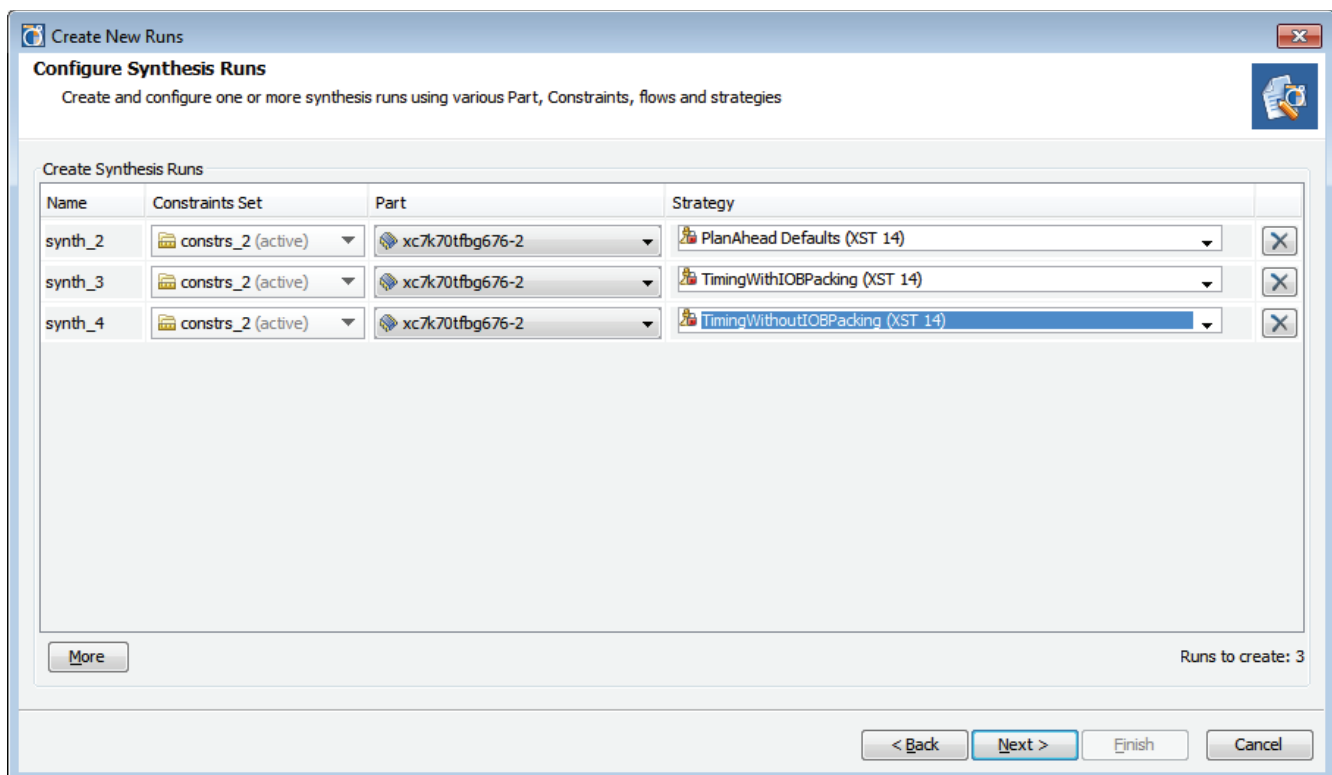 Create New Runs
Configure Synthesis Runs
Create and configure one or more synthesis runs using various Part, Constraints, flows and strategies
Create Synthesis Runs
Name Constraints Set Part Strategy
synth_2 constrs_2 (active) xc7k70tfbg676-2 PlanAhead Defaults (XST 14)
synth_3 constrs_2 (active) xc7k70tfbg676-2 TimingWithIOBPacking (XST 14)
synth_4 constrs_2 (active) xc7k70tfbg676-2 TimingWithoutIOBPacking (XST 14)
More Runs to create: 3
< Back Next > Finish Cancel